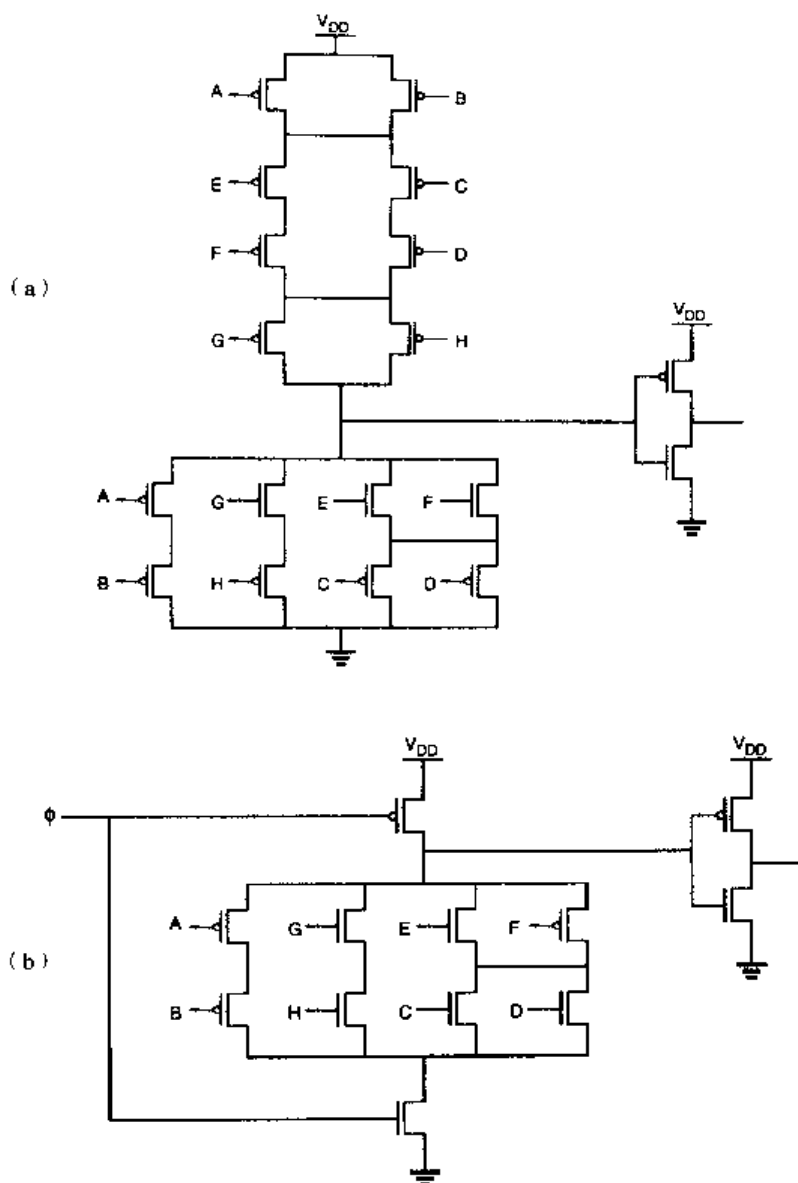 V_DD
A B
E C
F D
(a)
G H
V_DD
A G E F
B H C D
V_DD V_DD
ϕ
A G E F
(b)
B H C D